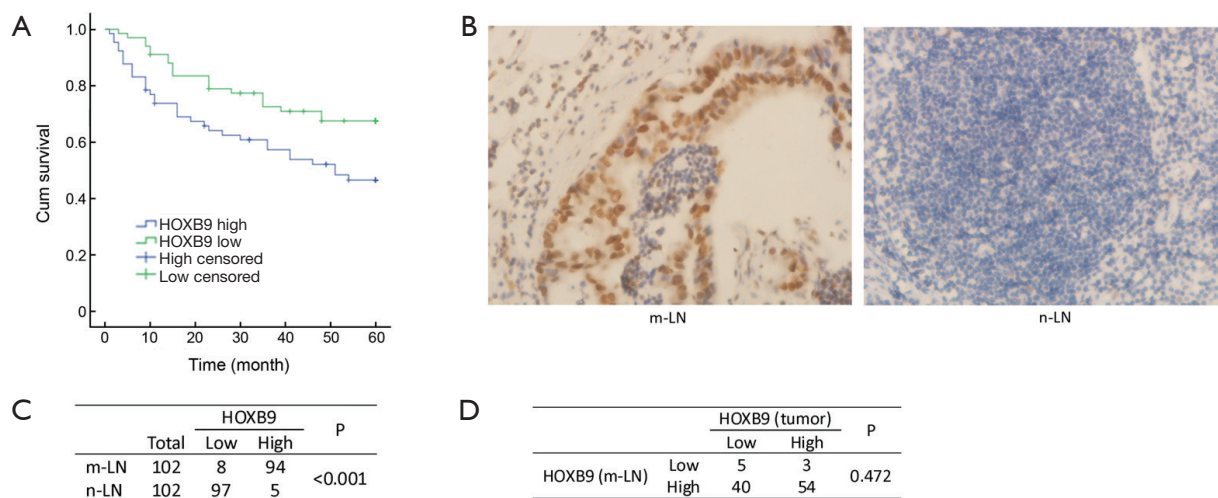 A
1.0
0.8
0.6
0.4
0.2
0
Cum survival
HOXB9 high
HOXB9 low
High censored
Low censored
0 10 20 30 40 50 60
Time (month)
B
m-LN n-LN
C
HOXB9 P
Total Low High
m-LN 102 8 94
<0.001
n-LN 102 97 5
D
HOXB9 (tumor) P
Low High
Low 5 3
HOXB9 (m-LN) 0.472
High 40 54